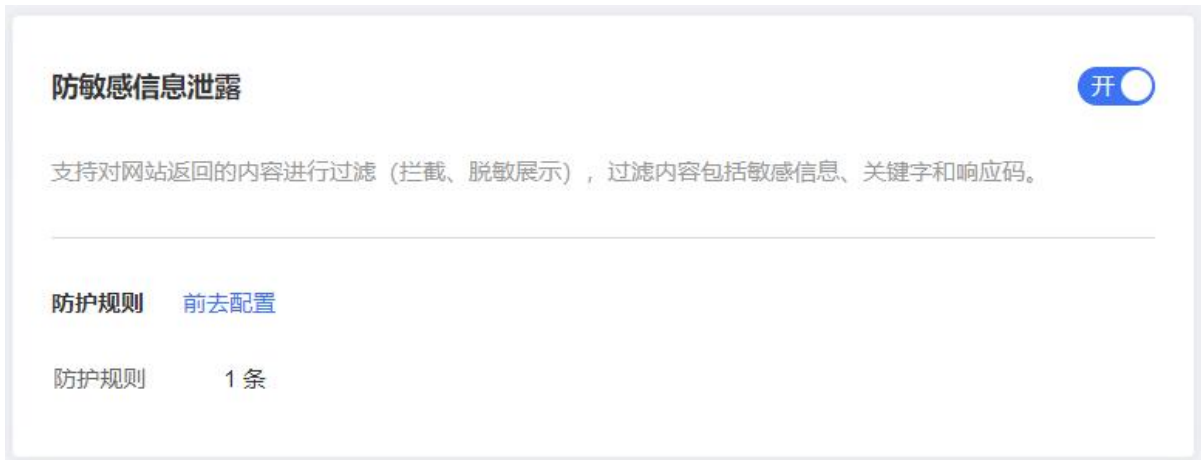 防敏感信息泄露
开
支持对网站返回的内容进行过滤（拦截、脱敏展示），过滤内容包括敏感信息、关键字和响应码。
防护规则 前去配置
防护规则 1 条